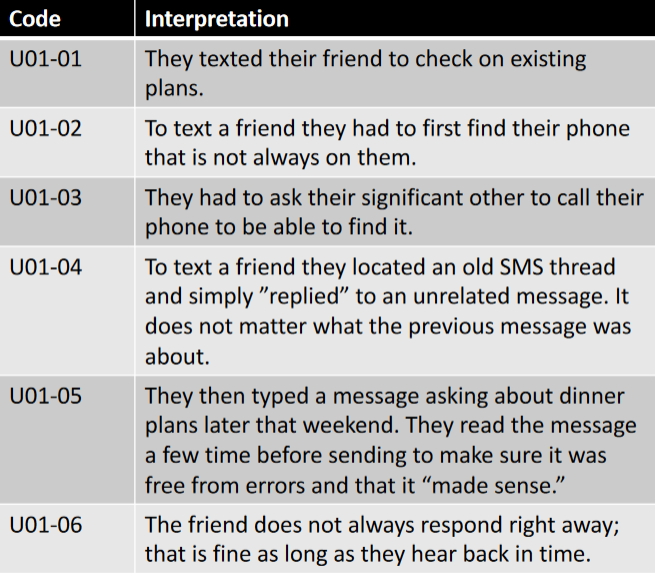 Code Interpretation
U01-01 They texted their friend to check on existing
plans.
U01-02 To text a friend they had to first find their phone
that is not always on them.
U01-03 They had to ask their significant other to call their
phone to be able to find it.
U01-04 To text a friend they located an old SMS thread
and simply ”replied” to an unrelated message. It
does not matter what the previous message was
about.
U01-05 They then typed a message asking about dinner
plans later that weekend. They read the message
a few time before sending to make sure it was
free from errors and that it “made sense.”
U01-06 The friend does not always respond right away;
that is fine as long as they hear back in time.